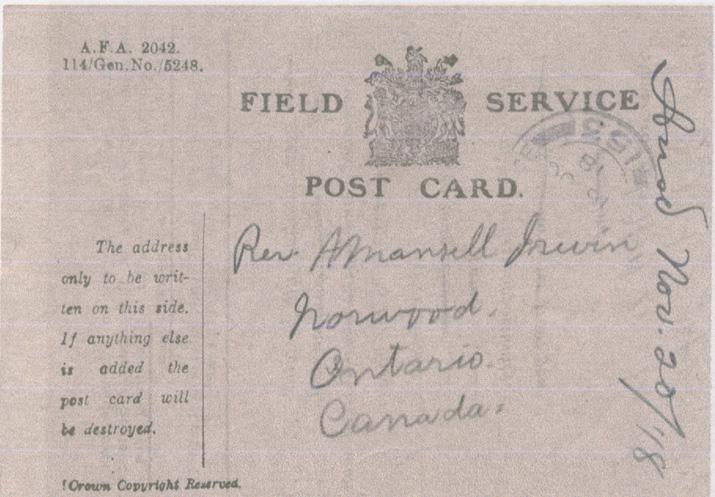 A.F.A. 2042.
114/Gen.No./5248.
FIELD SERVICE
POST CARD.
The address
only to be writ-
ten on this side.
If anything else
is added the
post card will
be destroyed.
Rev. A Mansell Irwin
Norwood.
Ontario.
Canada.
Nov. 20/18
[Crown Copyright Reserved.